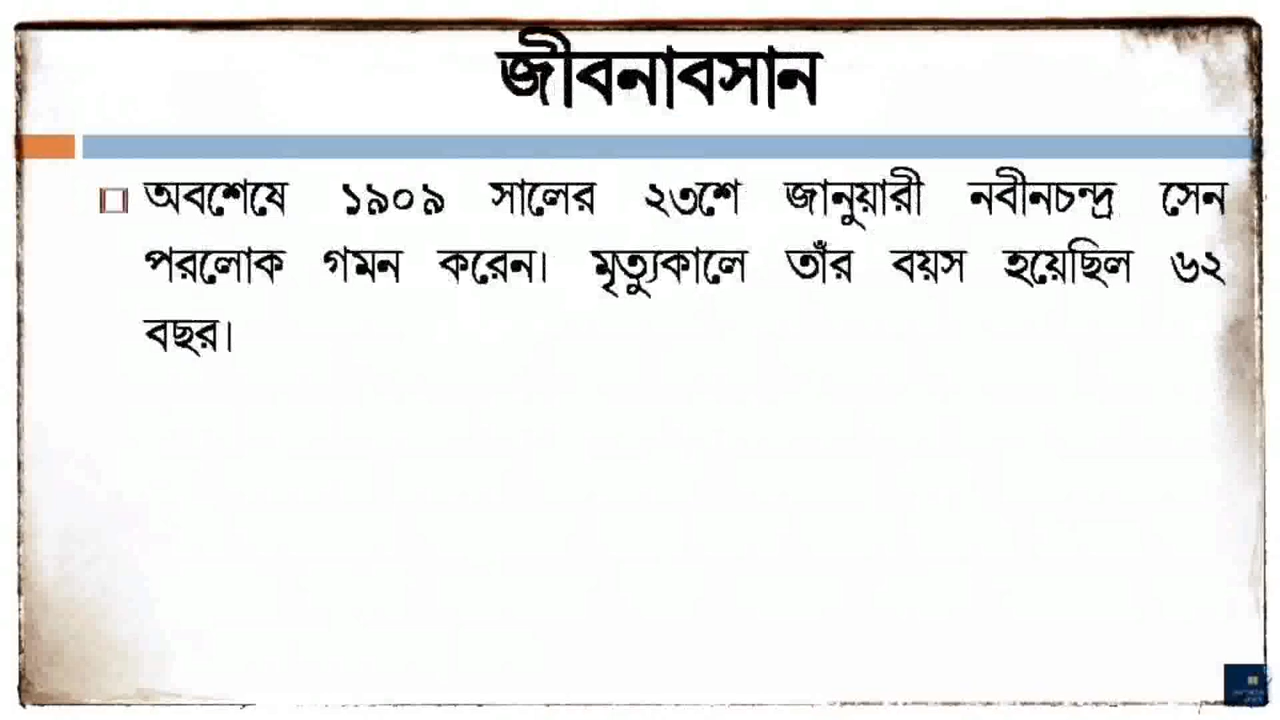 জীবনাবসান
অবশেষে ১৯০৯ সালের ২৩শে জানুয়ারী নবীনচন্দ্র সেন
পরলোক গমন করেন। মৃত্যুকালে তাঁর বয়স হয়েছিল ৬২
বছর।